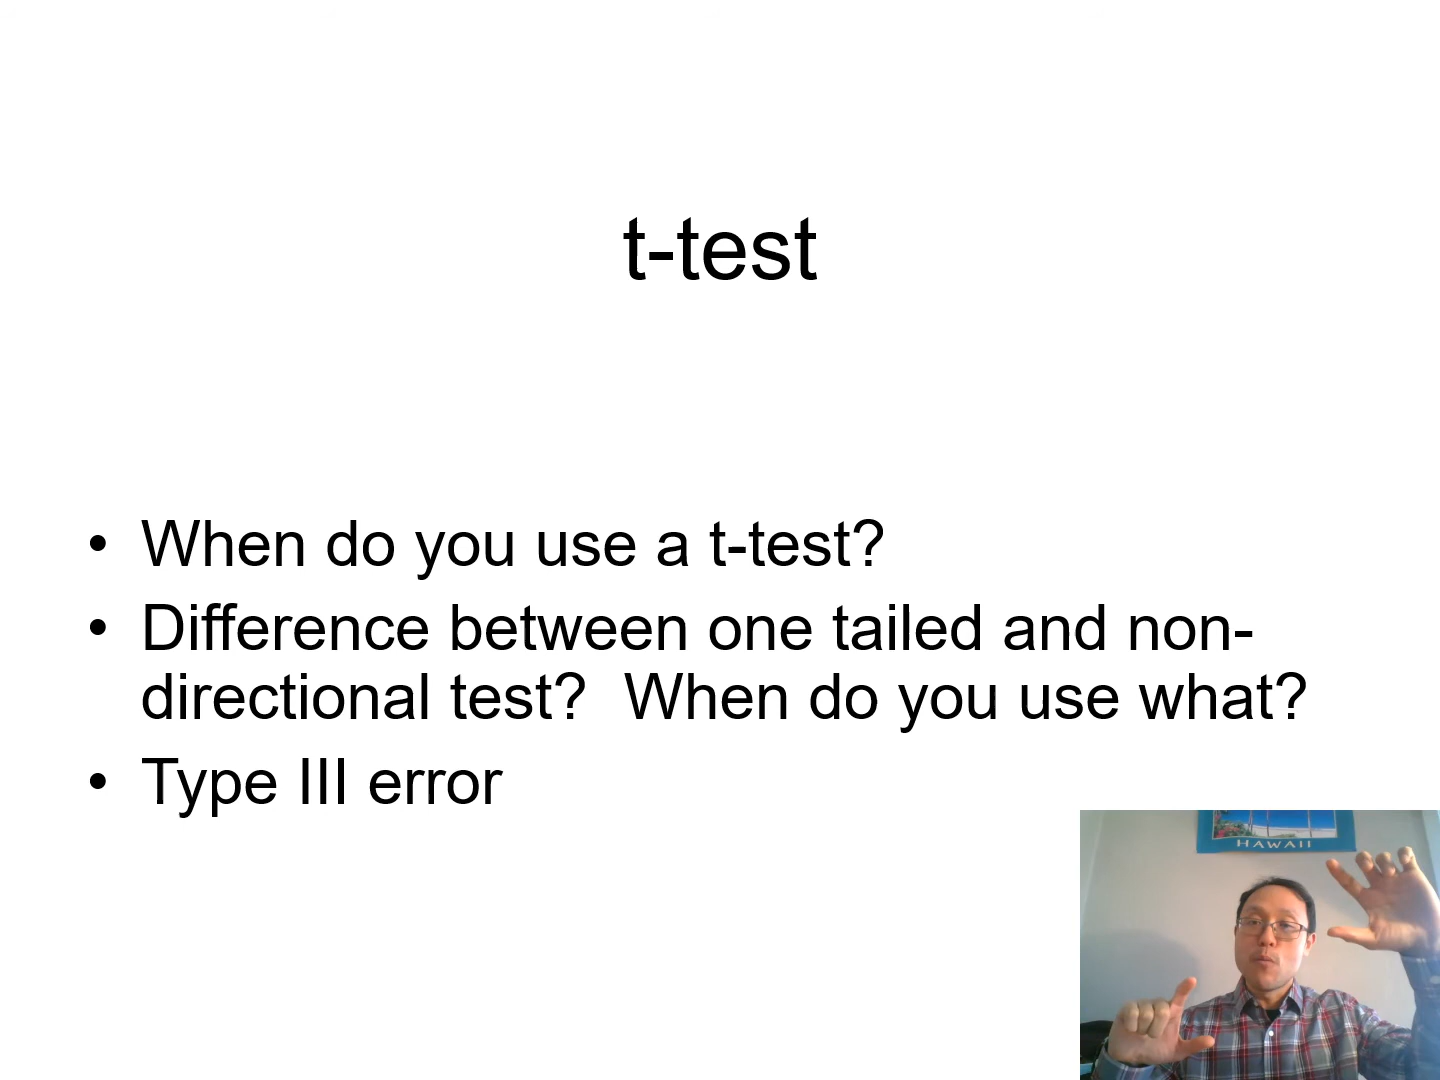 t-test
• When do you use a t-test?
• Difference between one tailed and non-
directional test?  When do you use what?
• Type III error
HAWAII